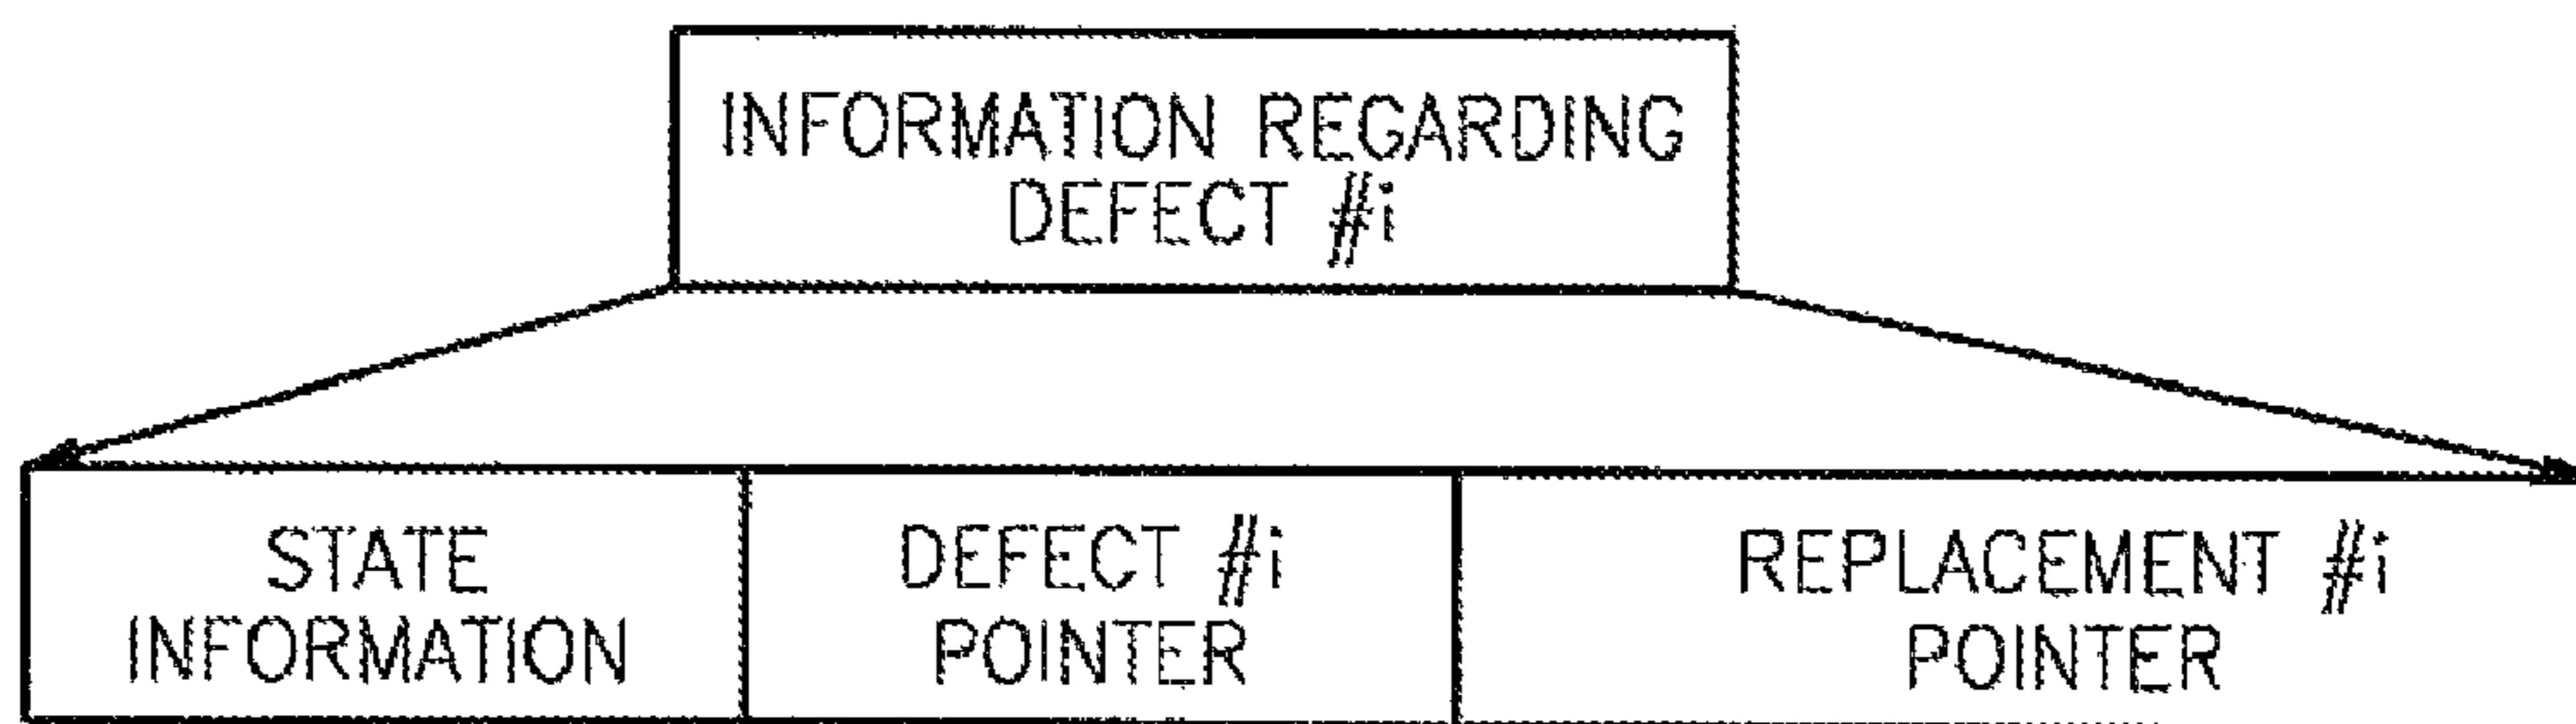 INFORMATION REGARDING
DEFECT #i
STATE
INFORMATION
DEFECT #i
POINTER
REPLACEMENT #i
POINTER